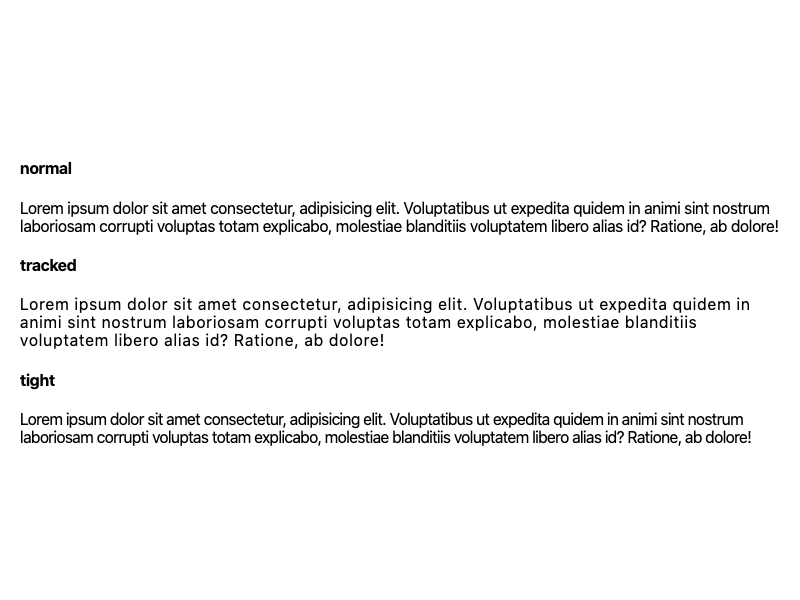 normal
Lorem ipsum dolor sit amet consectetur, adipisicing elit. Voluptatibus ut expedita quidem in animi sint nostrum
laboriosam corrupti voluptas totam explicabo, molestiae blanditiis voluptatem libero alias id? Ratione, ab dolore!
tracked
Lorem ipsum dolor sit amet consectetur, adipisicing elit. Voluptatibus ut expedita quidem in
animi sint nostrum laboriosam corrupti voluptas totam explicabo, molestiae blanditiis
voluptatem libero alias id? Ratione, ab dolore!
tight
Lorem ipsum dolor sit amet consectetur, adipisicing elit. Voluptatibus ut expedita quidem in animi sint nostrum
laboriosam corrupti voluptas totam explicabo, molestiae blanditiis voluptatem libero alias id? Ratione, ab dolore!